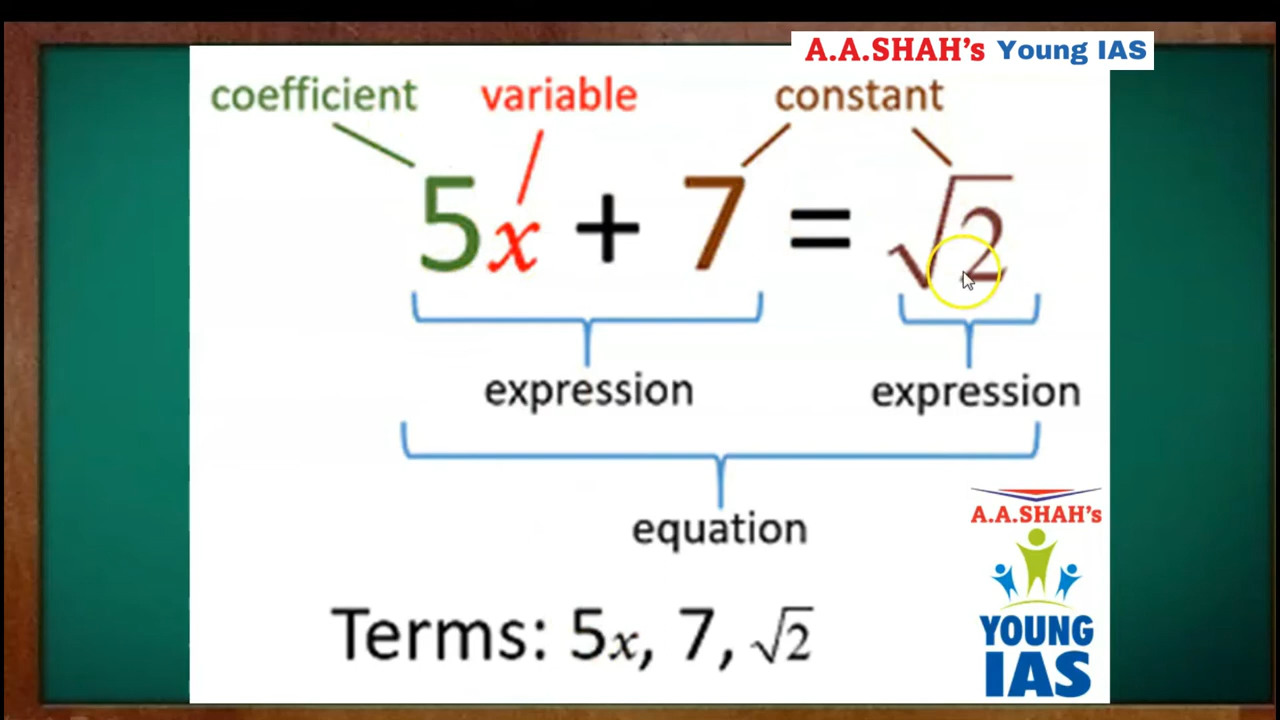 A.A.SHAH's Young IAS
coefficient variable constant
5x + 7 = √2
expression expression
equation
A.A.SHAH's
YOUNG
IAS
Terms: 5x, 7, √2